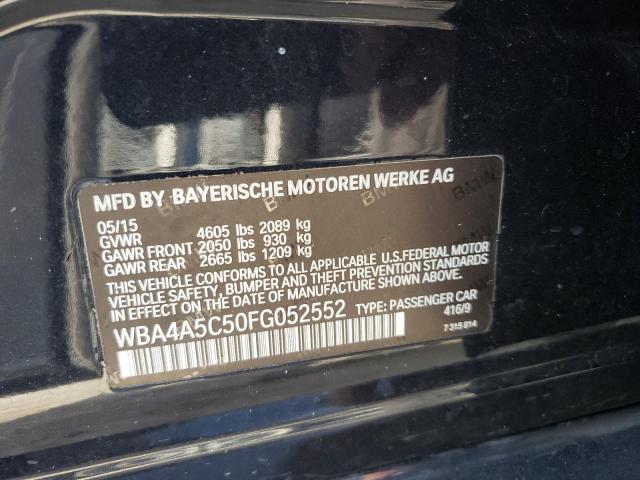 MFD BY BAYERISCHE MOTOREN WERKE AG
05/15
GVWR 4605 lbs 2089 kg
GAWR FRONT 2050 lbs 930 kg
GAWR REAR 2665 lbs 1209 kg
THIS VEHICLE CONFORMS TO ALL APPLICABLE U.S.FEDERAL MOTOR
VEHICLE SAFETY, BUMPER AND THEFT PREVENTION STANDARDS
IN EFFECT ON THE DATE OF MANUFACTURE SHOWN ABOVE.
WBA4A5C50FG052552 TYPE: PASSENGER CAR
416/9
7 315 814